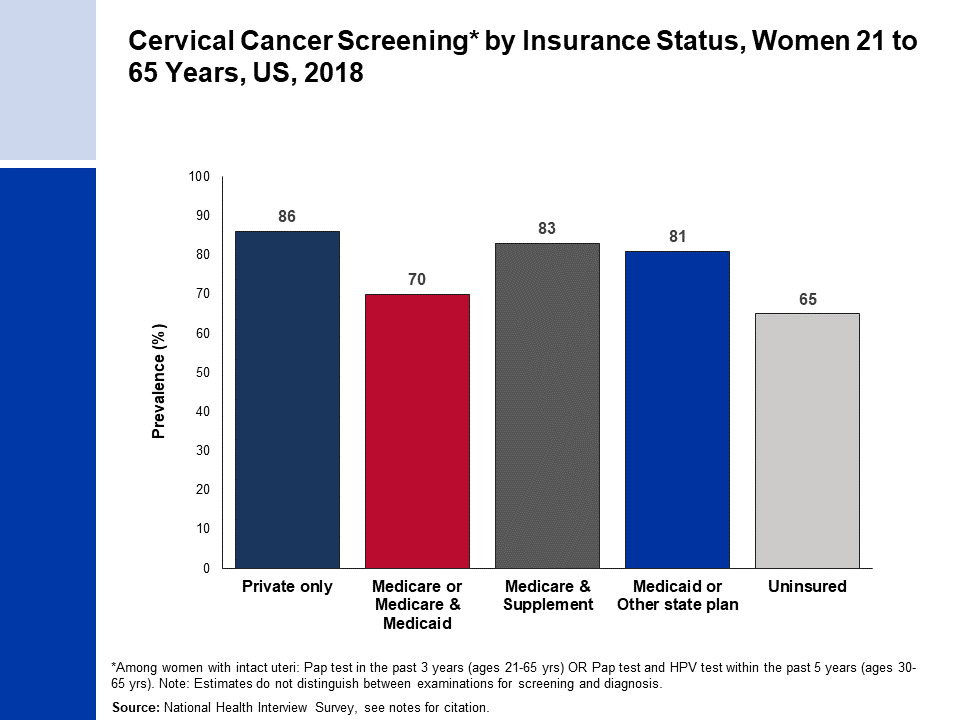 Cervical Cancer Screening* by Insurance Status, Women 21 to
65 Years, US, 2018
Prevalence (%)
100
90
80
70
60
50
40
30
20
10
0
86
70
83
81
65
Private only
Medicare or
Medicare &
Medicaid
Medicare &
Supplement
Medicaid or
Other state plan
Uninsured
*Among women with intact uteri: Pap test in the past 3 years (ages 21-65 yrs) OR Pap test and HPV test within the past 5 years (ages 30-
65 yrs). Note: Estimates do not distinguish between examinations for screening and diagnosis.
Source: National Health Interview Survey, see notes for citation.